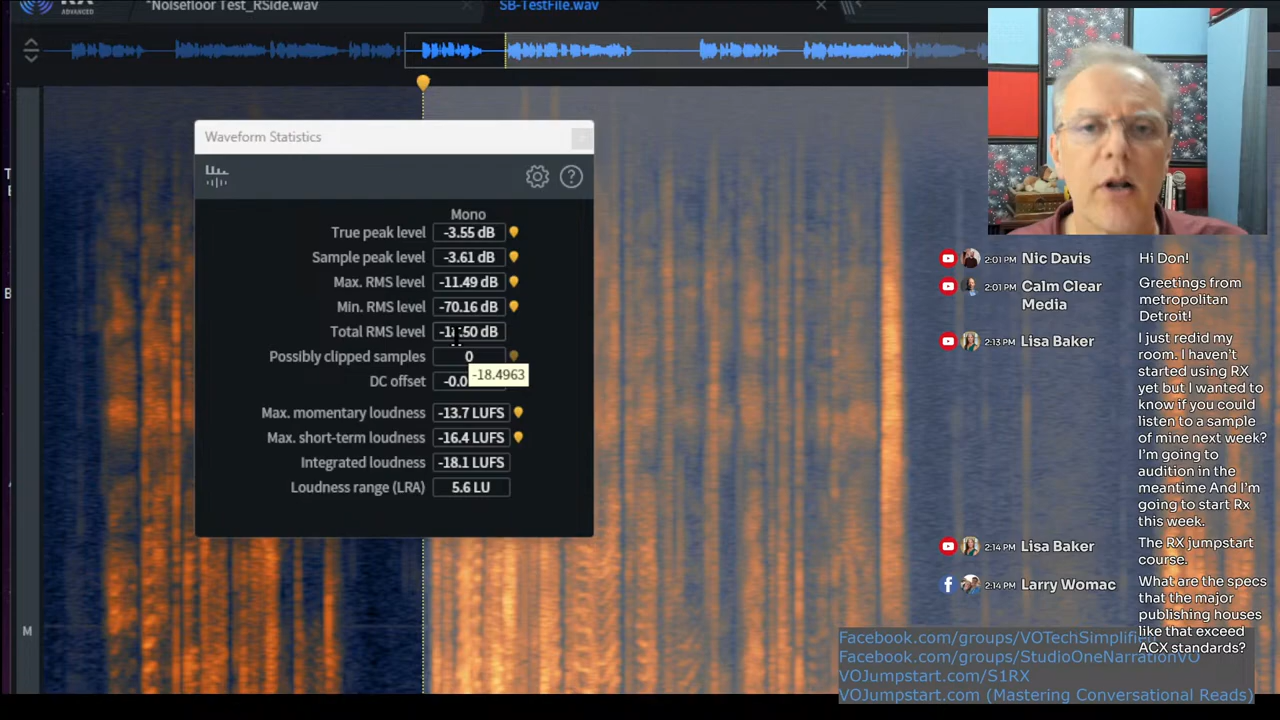 ADVANCED
*Noisefloor Test_RSide.wav
SB-TestFile.wav
Waveform Statistics
Mono
True peak level -3.55 dB
Sample peak level -3.61 dB
Max. RMS level -11.49 dB
Min. RMS level -70.16 dB
Total RMS level
Possibly clipped samples 0
-18.4963
DC offset
Max. momentary loudness -13.7 LUFS
Max. short-term loudness -16.4 LUFS
Integrated loudness -18.1 LUFS
Loudness range (LRA) 5.6 LU
M
2:01 PM Nic Davis Hi Don!
2:01 PM Calm Clear
Media
Greetings from
metropolitan
Detroit!
2:13 PM Lisa Baker
I just redid my
room. I haven't
started using RX
yet but I wanted to
know if you could
listen to a sample
of mine next week?
I'm going to
audition in the
meantime And I'm
going to start Rx
this week.
2:14 PM Lisa Baker
The RX jumpstart
course.
2:14 PM Larry Womac
What are the specs
that the major
publishing houses
like that exceed
ACX standards?
Facebook.com/groups/VOTechSimplified
Facebook.com/groups/StudioOneNarrationVO
VOJumpstart.com/S1RX
VOJumpstart.com (Mastering Conversational Reads)